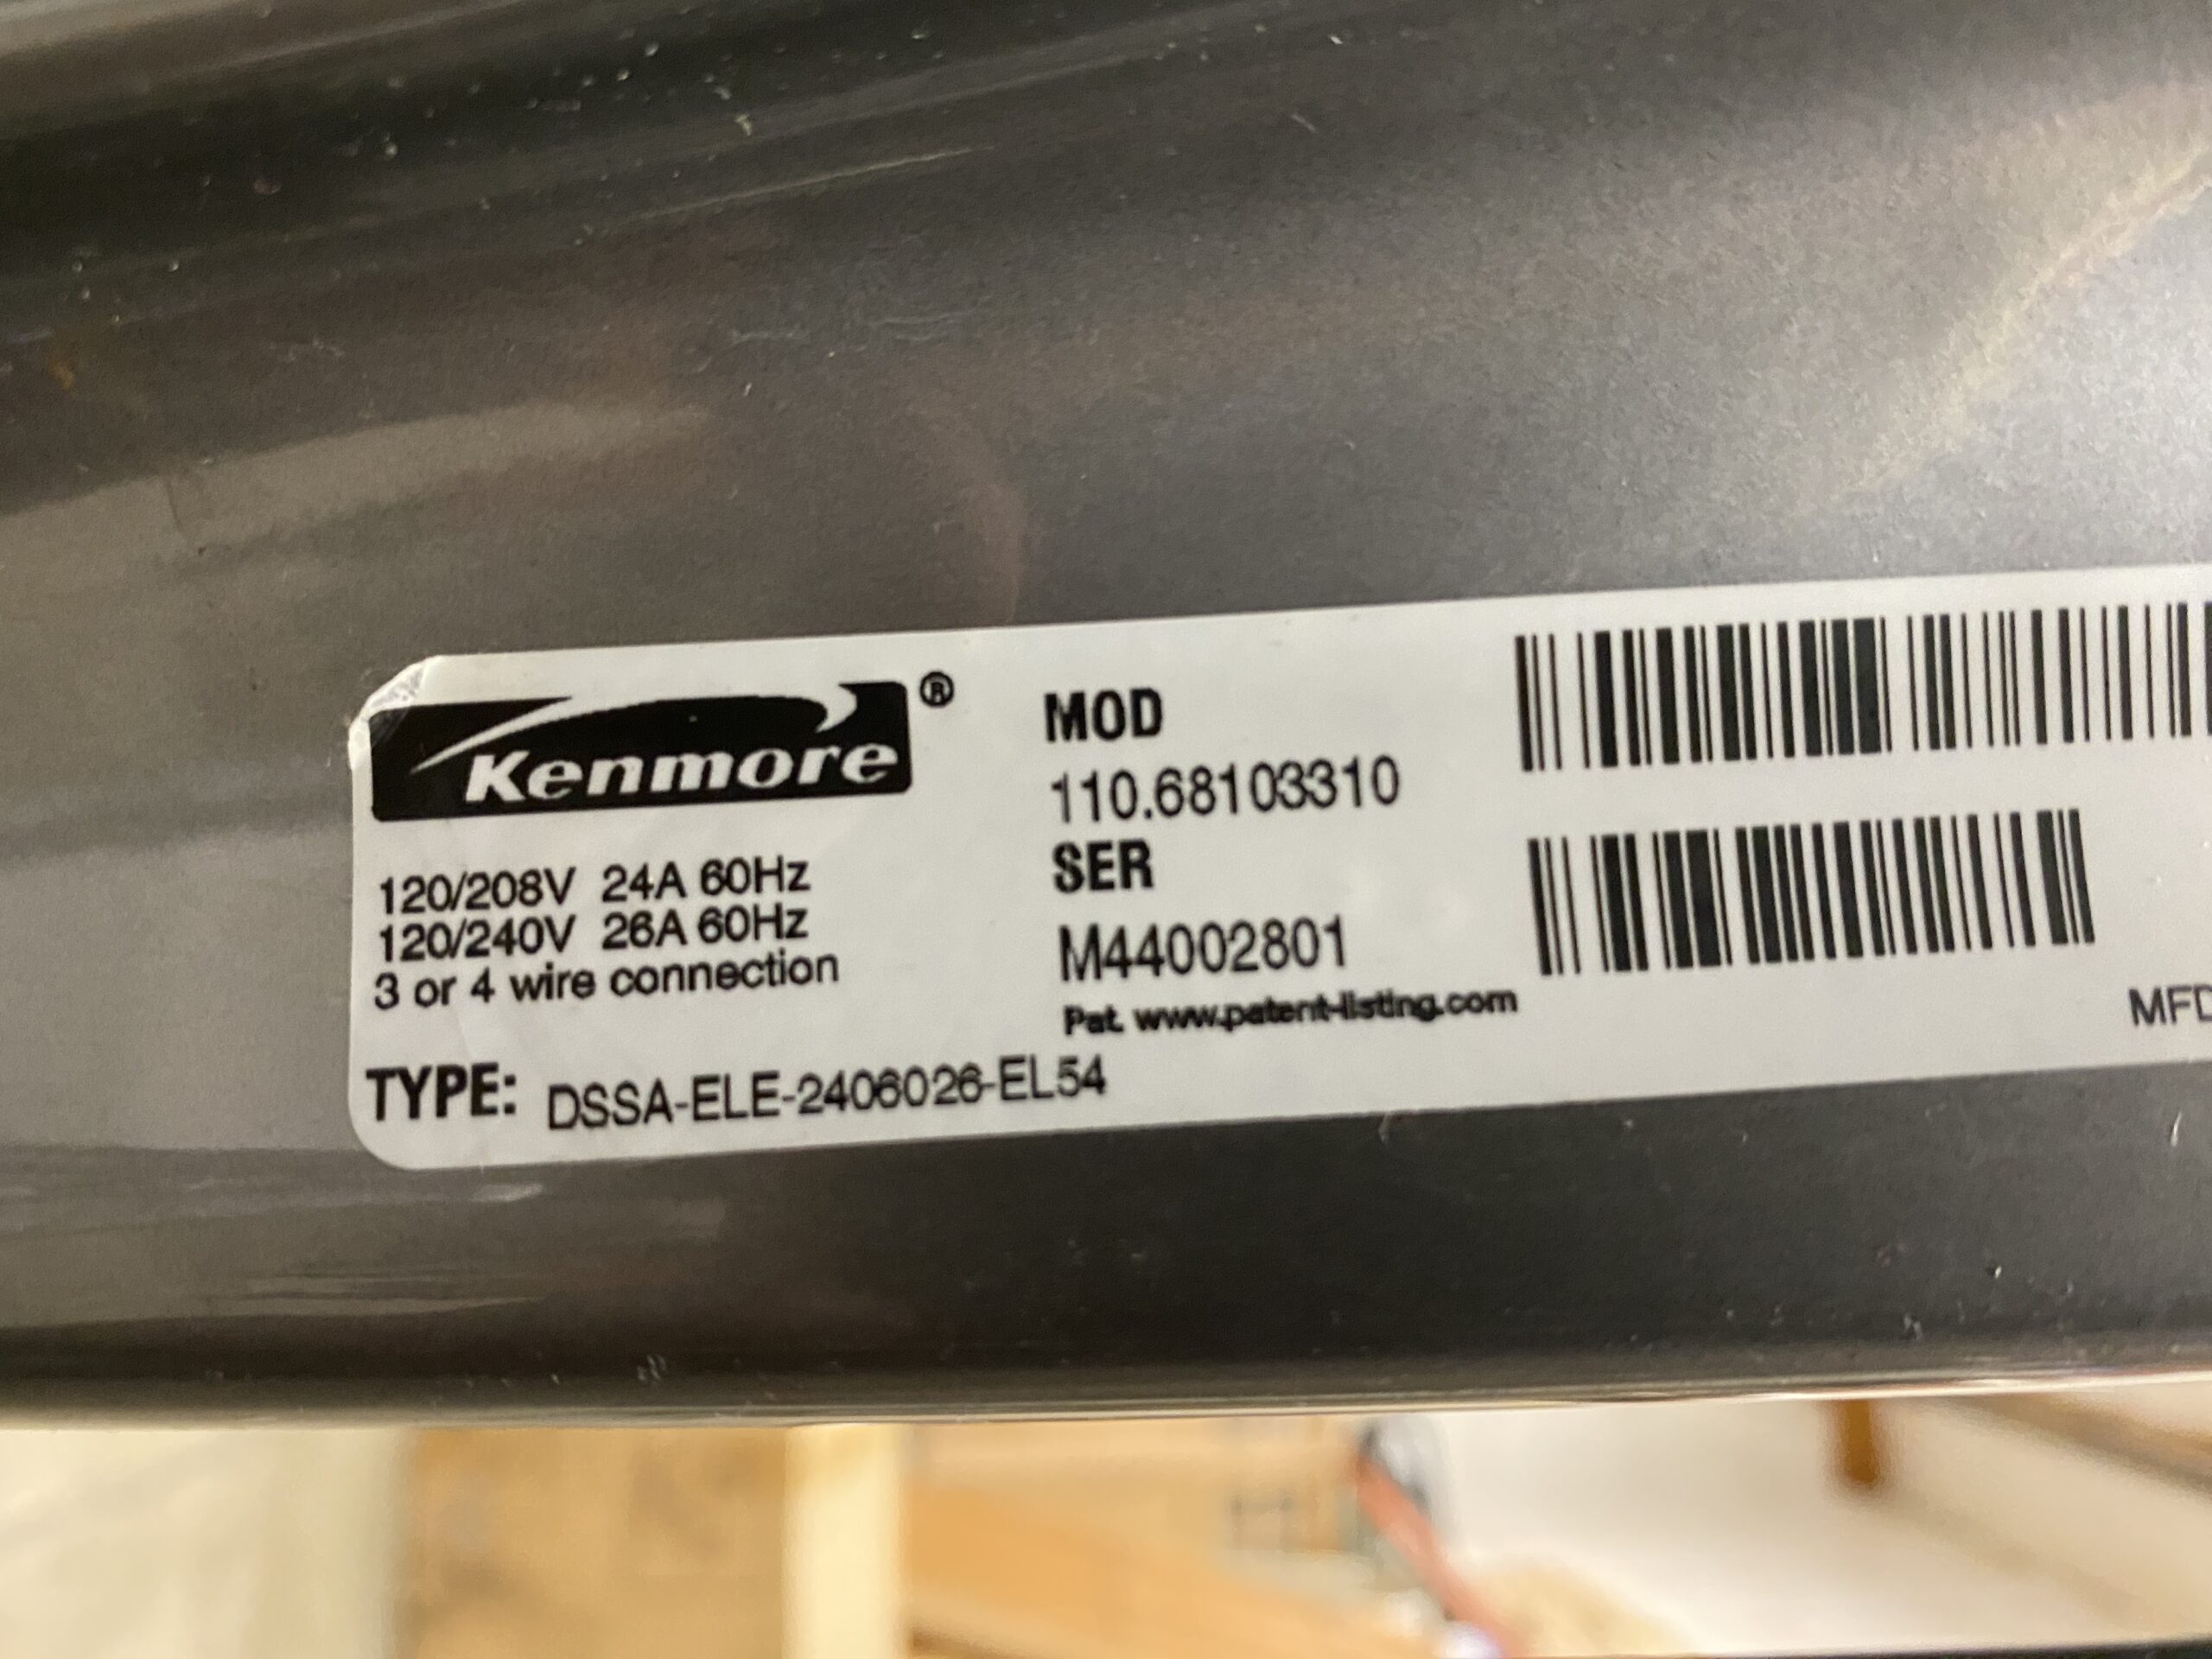 Kenmore®
120/208V 24A 60Hz
120/240V 26A 60Hz
3 or 4 wire connection
TYPE: DSSA-ELE-2406026-EL54
MOD
110.68103310
SER
M44002801
Pat. www.patent-listing.com
MFD